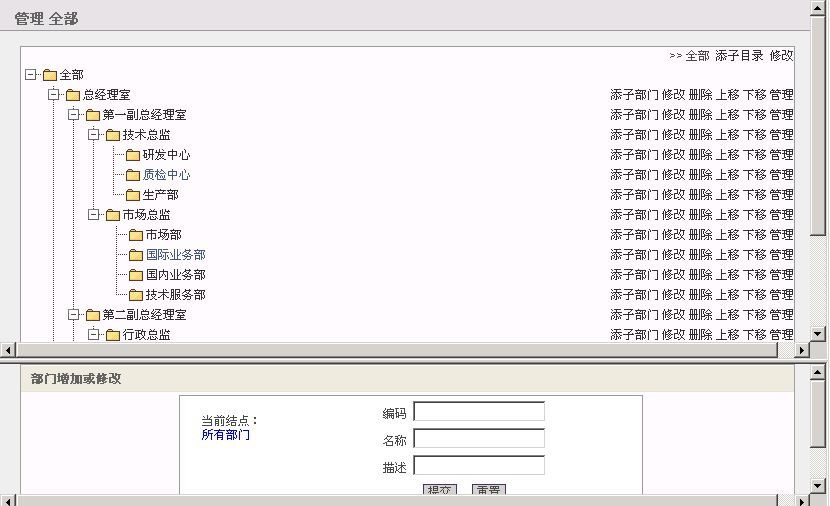 管理 全部
>> 全部 添子目录 修改
全部
总经理室 添子部门 修改 删除 上移 下移 管理
第一副总经理室 添子部门 修改 删除 上移 下移 管理
技术总监 添子部门 修改 删除 上移 下移 管理
研发中心 添子部门 修改 删除 上移 下移 管理
质检中心 添子部门 修改 删除 上移 下移 管理
生产部 添子部门 修改 删除 上移 下移 管理
市场总监 添子部门 修改 删除 上移 下移 管理
市场部 添子部门 修改 删除 上移 下移 管理
国际业务部 添子部门 修改 删除 上移 下移 管理
国内业务部 添子部门 修改 删除 上移 下移 管理
技术服务部 添子部门 修改 删除 上移 下移 管理
第二副总经理室 添子部门 修改 删除 上移 下移 管理
行政总监 添子部门 修改 删除 上移 下移 管理
部门增加或修改
当前结点：
所有部门
编码
名称
描述
提交 重置